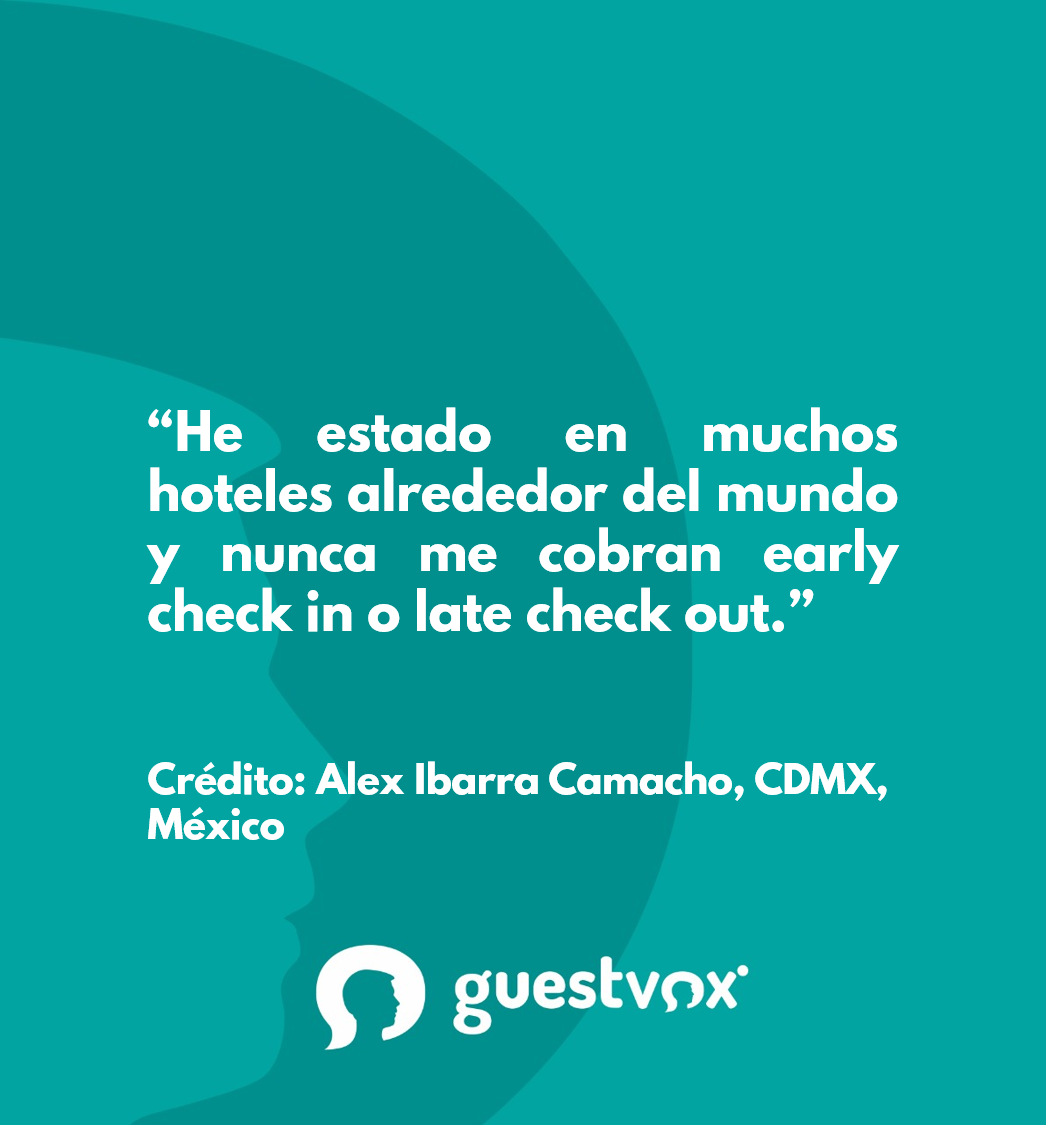 “He estado en muchos
hoteles alrededor del mundo
y nunca me cobran early
check in o late check out.”
Crédito: Alex Ibarra Camacho, CDMX,
México
guestvox